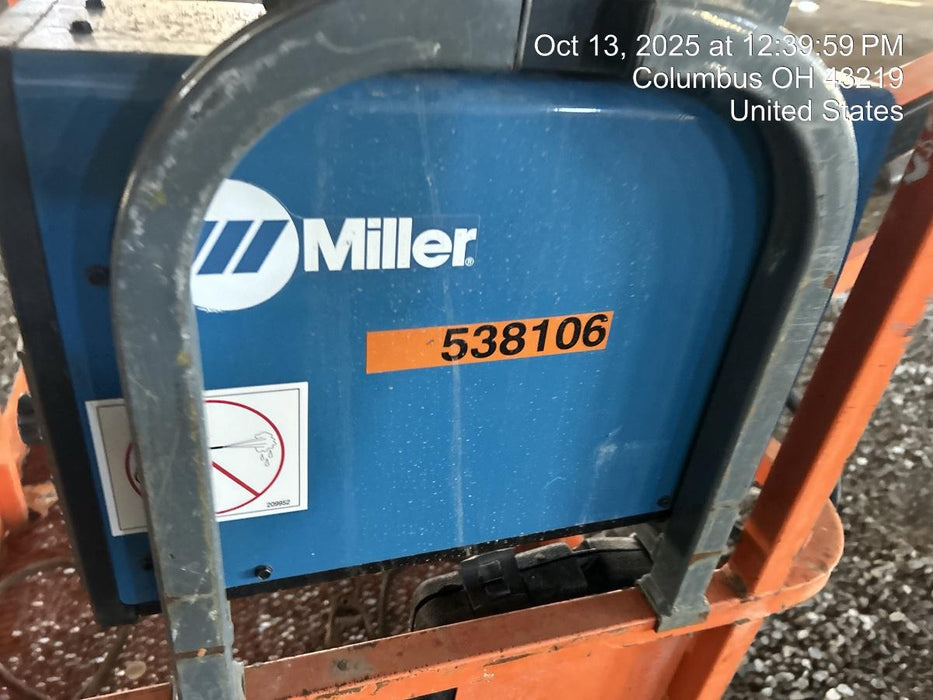 Oct 13, 2025 at 12:39:59 PM
Columbus OH 43219
United States
Miller®
538106
209952